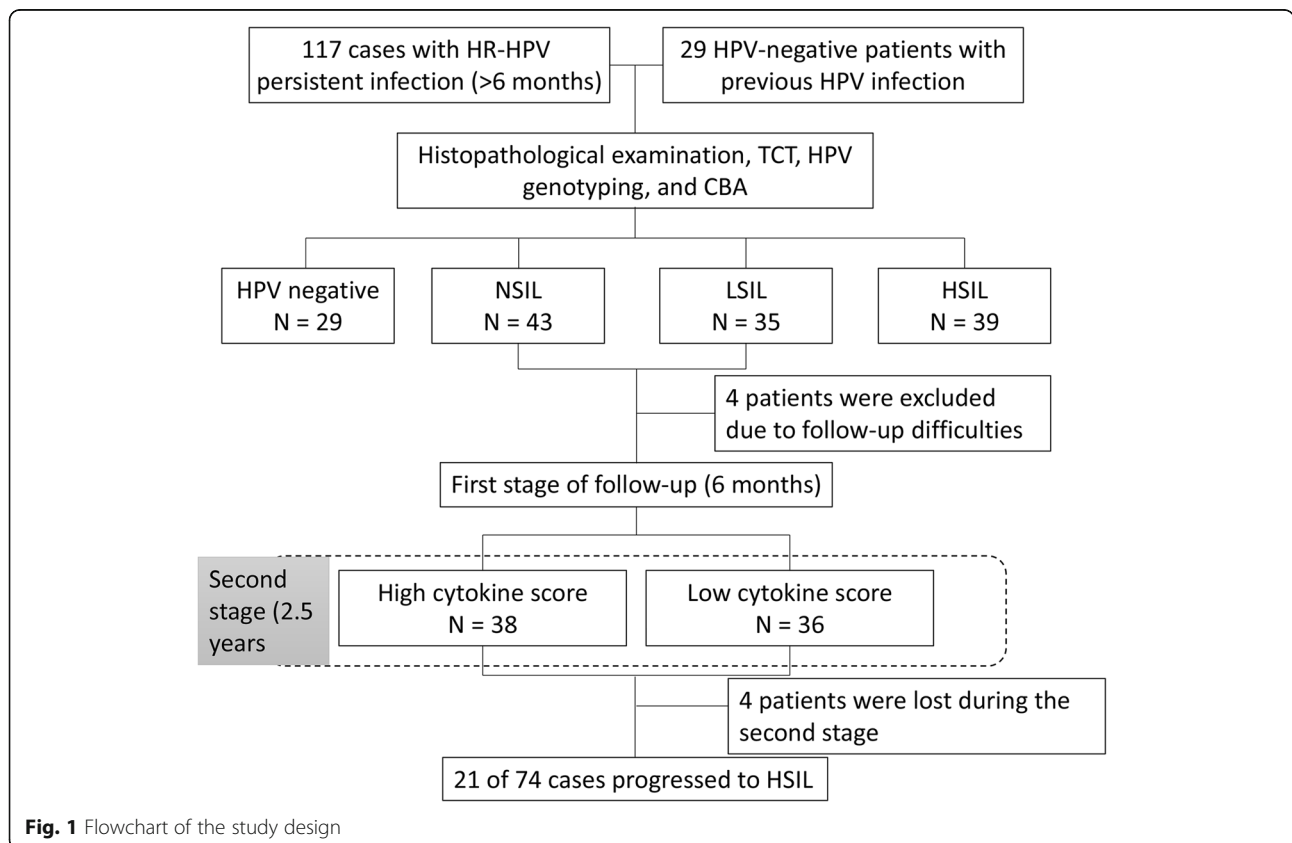 117 cases with HR-HPV
persistent infection (>6 months)
29 HPV-negative patients with
previous HPV infection
Histopathological examination, TCT, HPV
genotyping, and CBA
HPV negative
N = 29
NSIL
N = 43
LSIL
N = 35
HSIL
N = 39
4 patients were excluded
due to follow-up difficulties
First stage of follow-up (6 months)
Second
stage (2.5
years
High cytokine score
N = 38
Low cytokine score
N = 36
4 patients were lost during the
second stage
21 of 74 cases progressed to HSIL
Fig. 1 Flowchart of the study design